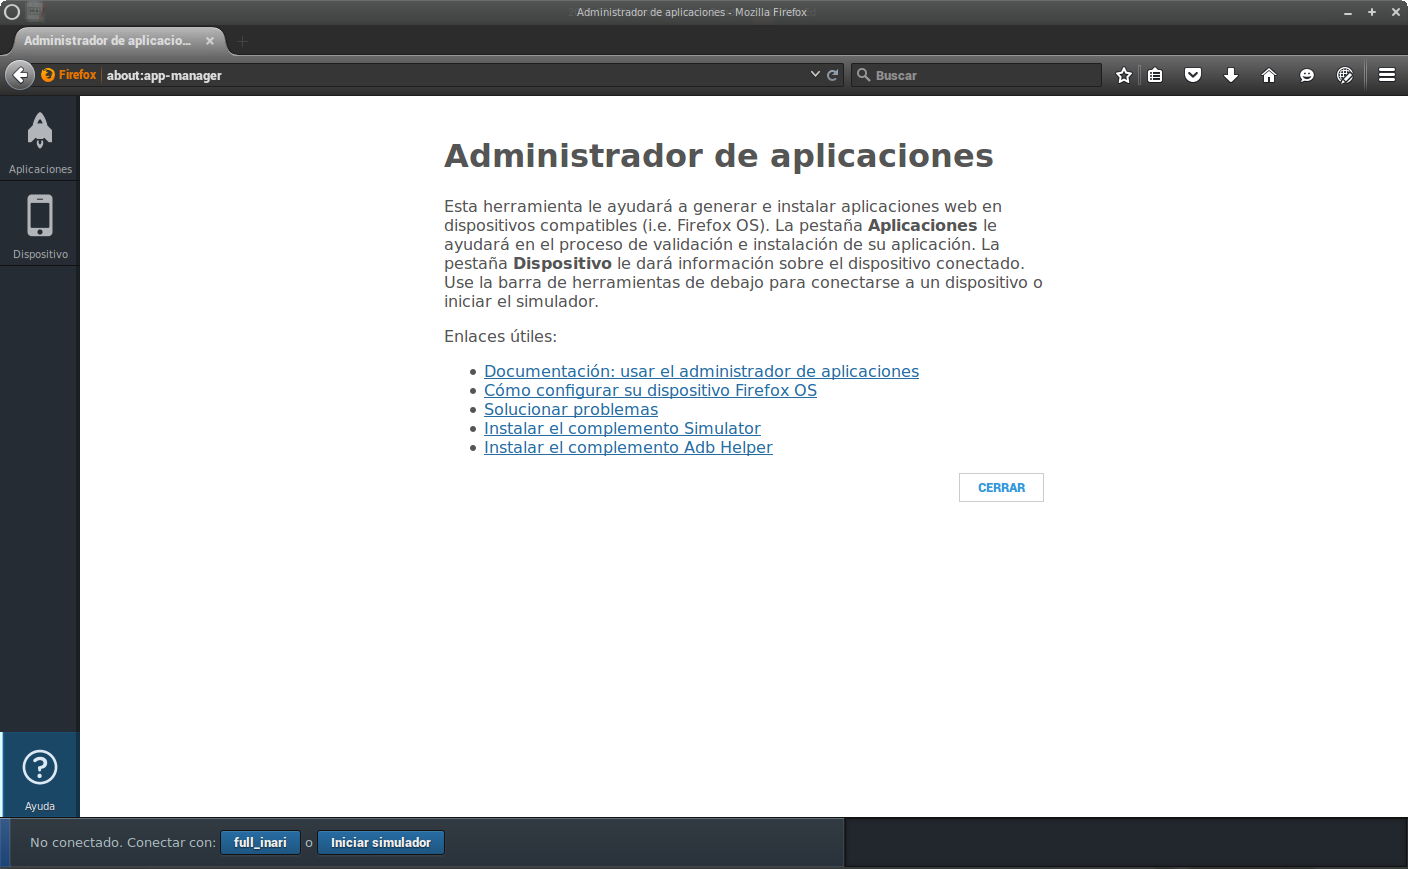 Administrador de aplicaciones - Mozilla Firefox
Administrador de aplicacio...
Firefox about:app-manager
Buscar
Aplicaciones
Dispositivo
Administrador de aplicaciones
Esta herramienta le ayudará a generar e instalar aplicaciones web en
dispositivos compatibles (i.e. Firefox OS). La pestaña Aplicaciones le
ayudará en el proceso de validación e instalación de su aplicación. La
pestaña Dispositivo le dará información sobre el dispositivo conectado.
Use la barra de herramientas de debajo para conectarse a un dispositivo o
iniciar el simulador.
Enlaces útiles:
Documentación: usar el administrador de aplicaciones
Cómo configurar su dispositivo Firefox OS
Solucionar problemas
Instalar el complemento Simulator
Instalar el complemento Adb Helper
CERRAR
Ayuda
No conectado. Conectar con: full_inari o Iniciar simulador